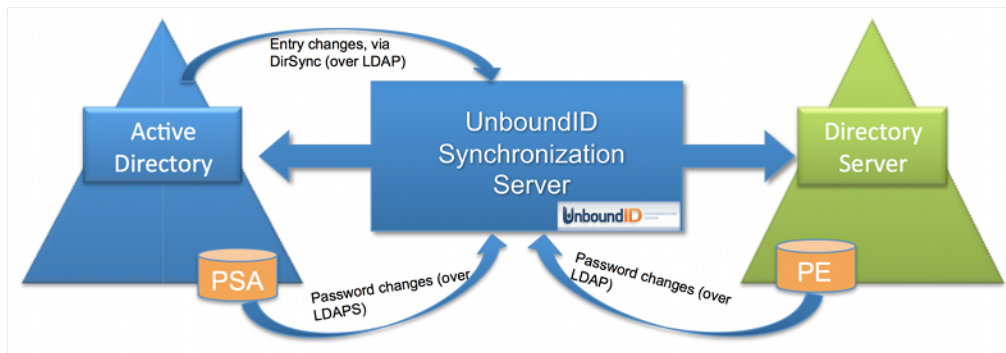 Entry changes, via
DirSync (over LDAP)
Active
Directory
UnboundID
Synchronization
Server
UnboundID
Directory
Server
PSA
Password changes (over
LDAPS)
Password changes (over
LDAP)
PE